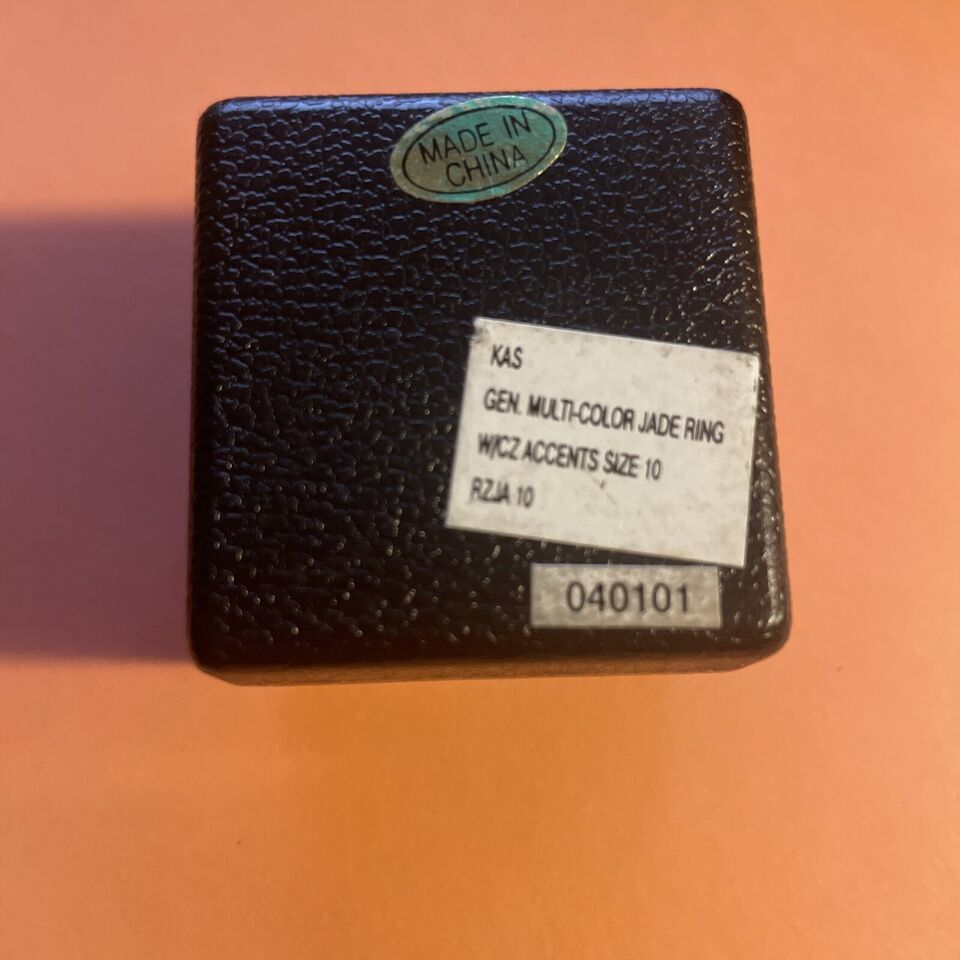 MADE IN
CHINA
KAS
GEN. MULTI-COLOR JADE RING
W/CZ ACCENTS SIZE 10
RZJA 10
040101